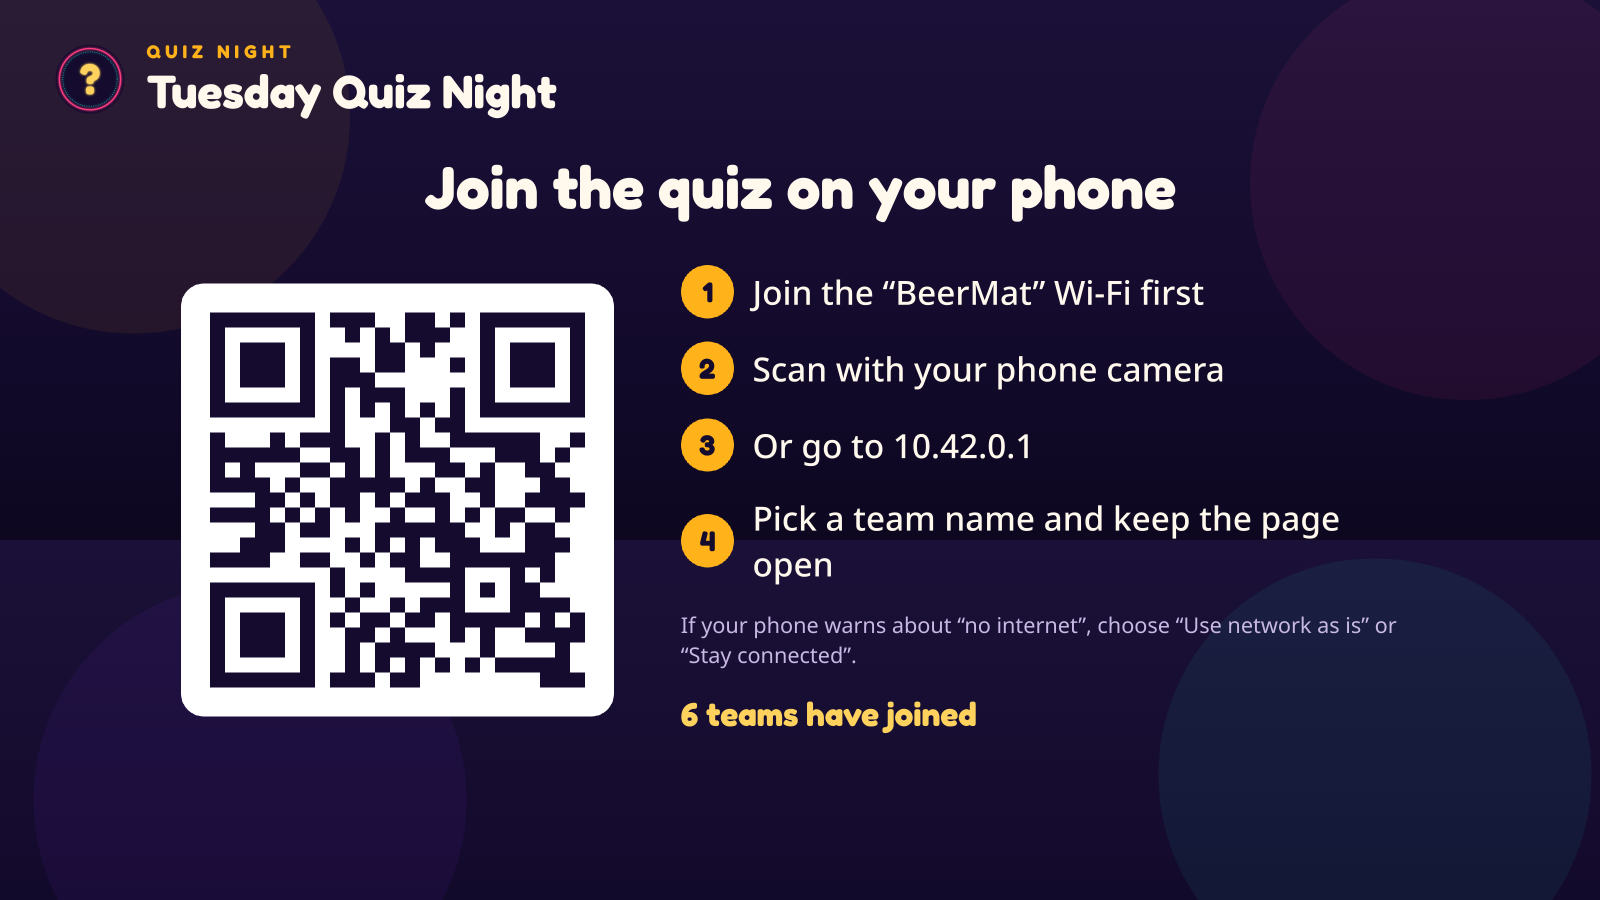 ?
QUIZ NIGHT
Tuesday Quiz Night
Join the quiz on your phone
1 Join the “BeerMat” Wi-Fi first
2 Scan with your phone camera
3 Or go to 10.42.0.1
4 Pick a team name and keep the page
open
If your phone warns about “no internet”, choose “Use network as is” or
“Stay connected”.
6 teams have joined